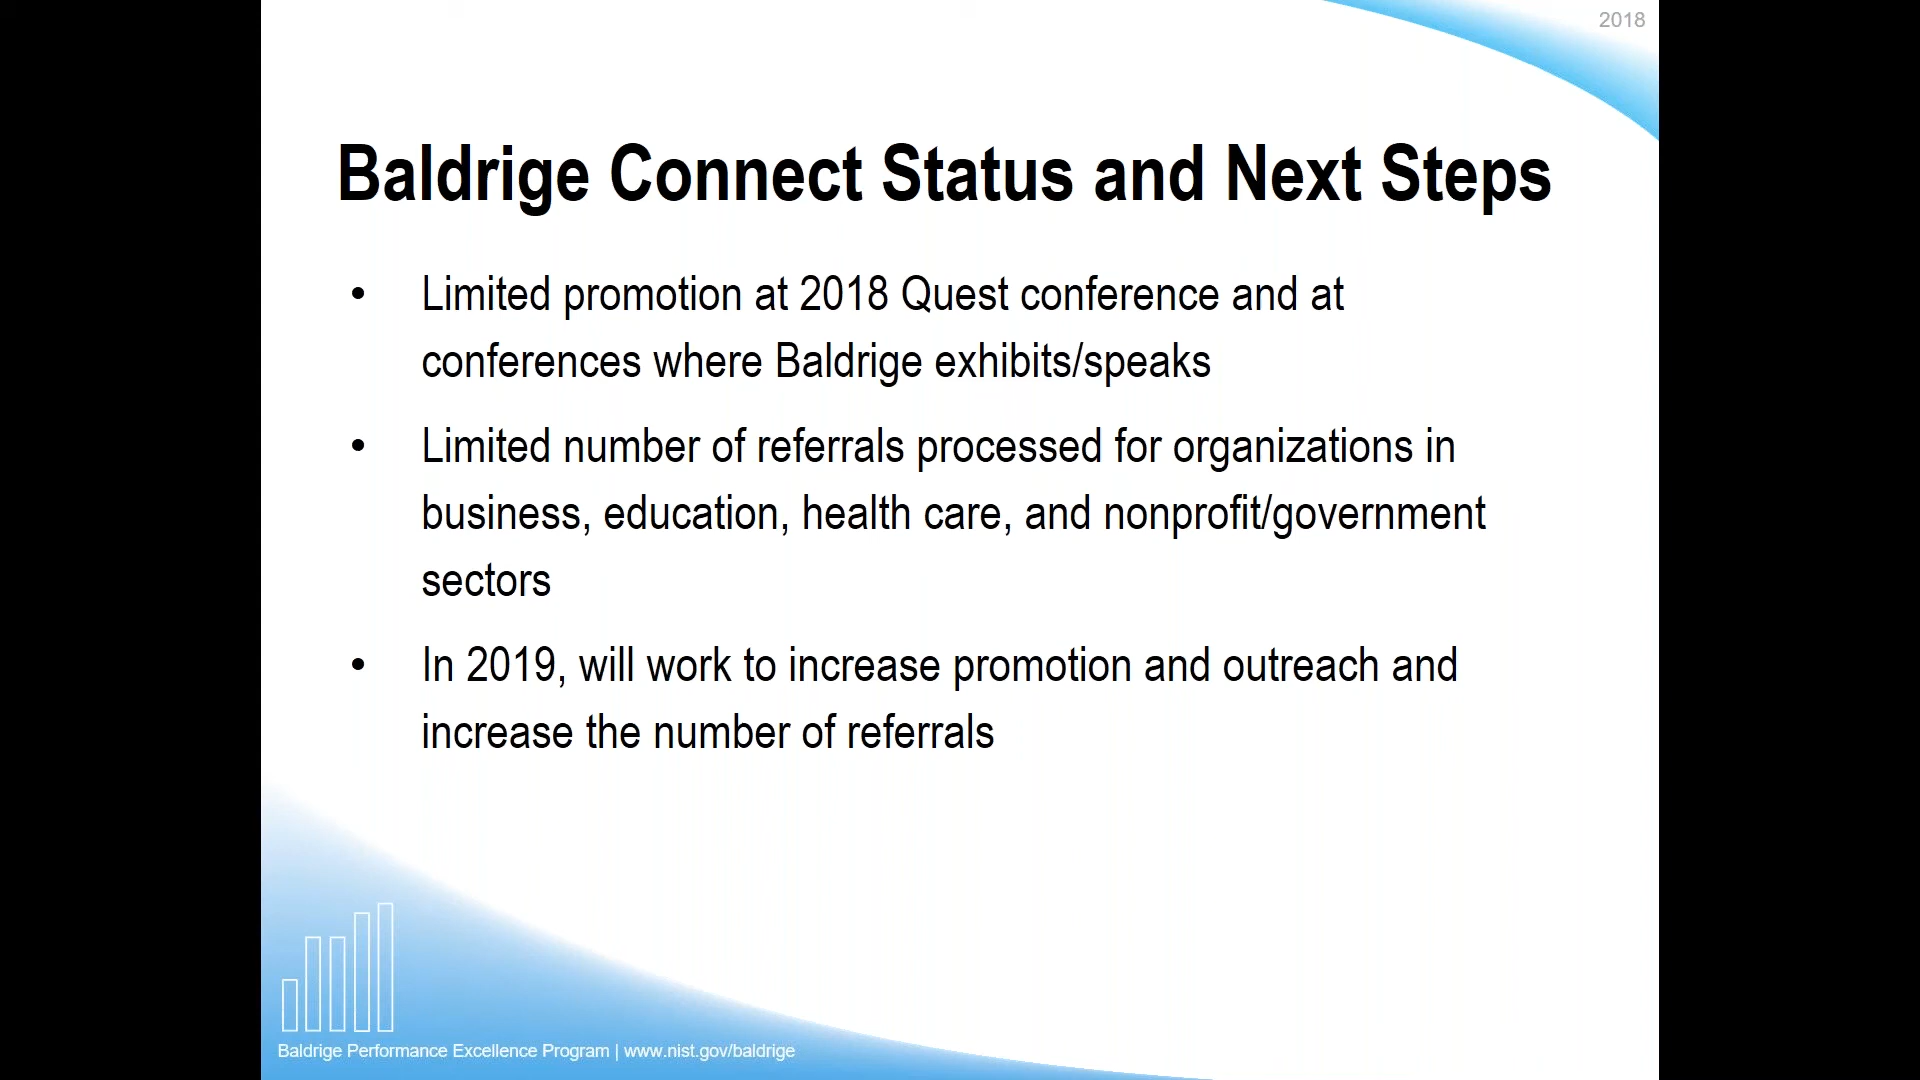 2018
Baldrige Connect Status and Next Steps
• Limited promotion at 2018 Quest conference and at
conferences where Baldrige exhibits/speaks
• Limited number of referrals processed for organizations in
business, education, health care, and nonprofit/government
sectors
• In 2019, will work to increase promotion and outreach and
increase the number of referrals
Baldrige Performance Excellence Program | www.nist.gov/baldrige